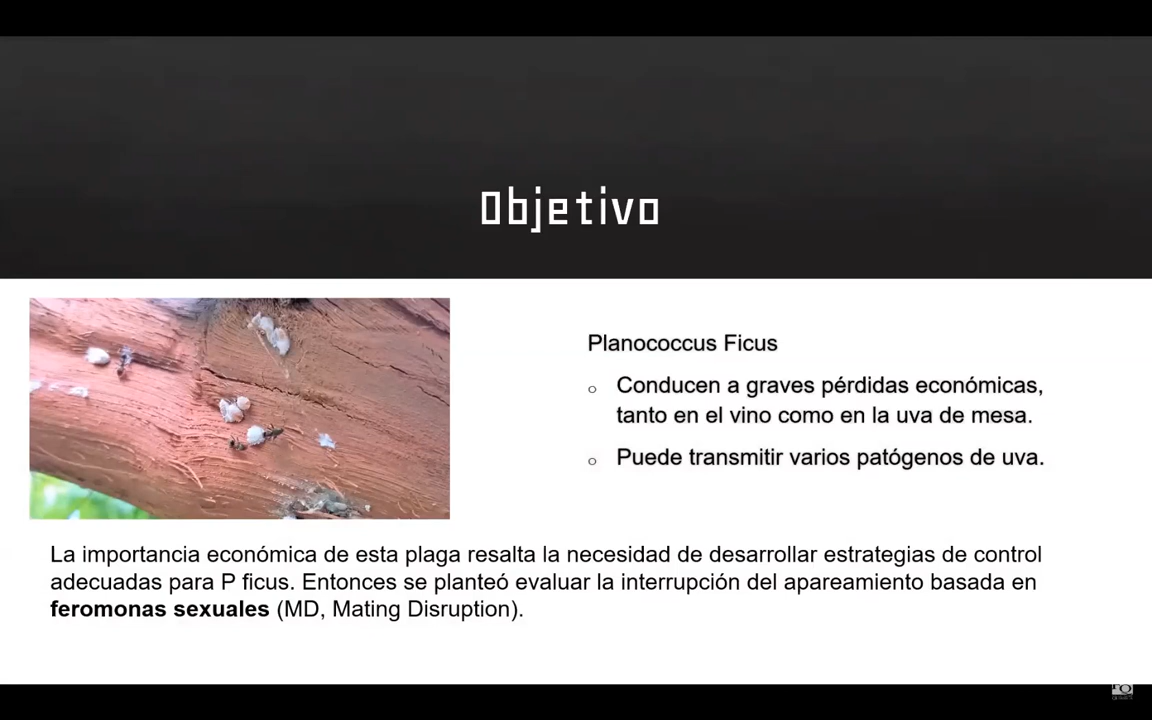 Objetivo
Planococcus Ficus
Conducen a graves pérdidas económicas,
tanto en el vino como en la uva de mesa.
Puede transmitir varios patógenos de uva.
La importancia económica de esta plaga resalta la necesidad de desarrollar estrategias de control
adecuadas para P ficus. Entonces se planteó evaluar la interrupción del apareamiento basada en
feromonas sexuales (MD, Mating Disruption).